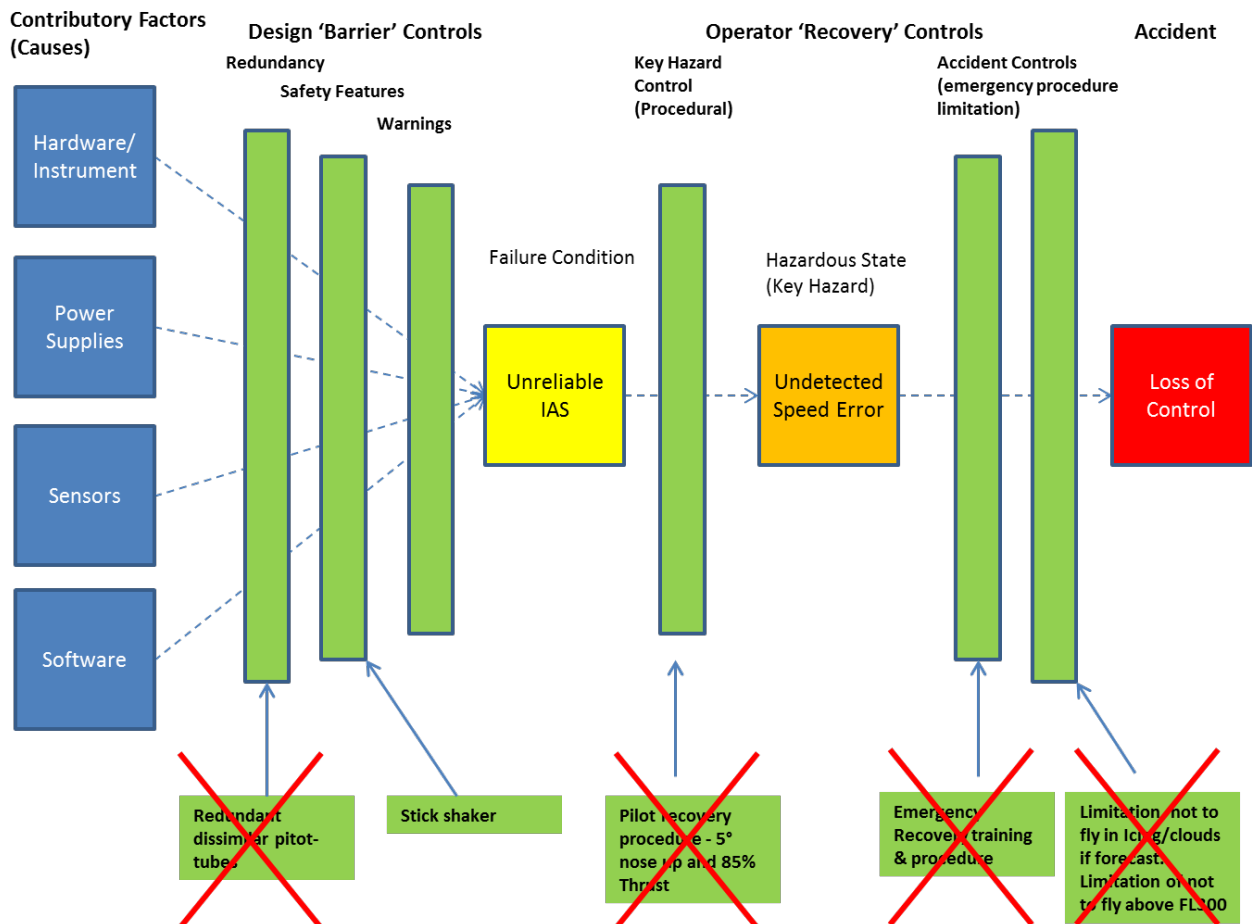 Contributory Factors
(Causes)
Design ‘Barrier’ Controls
Operator ‘Recovery’ Controls
Accident
Redundancy
Safety Features
Warnings
Key Hazard
Control
(Procedural)
Accident Controls
(emergency procedure
limitation)
Hardware/
Instrument
Power
Supplies
Sensors
Software
Failure Condition
Unreliable
IAS
Hazardous State
(Key Hazard)
Undetected
Speed Error
Loss of
Control
Redundant
dissimilar pitot-
tubes
Stick shaker
Pilot recovery
procedure - 5°
nose up and 85%
Thrust
Emergency
Recovery training
& procedure
Limitation not to
fly in Icing/clouds
if forecast.
Limitation of not
to fly above FL300